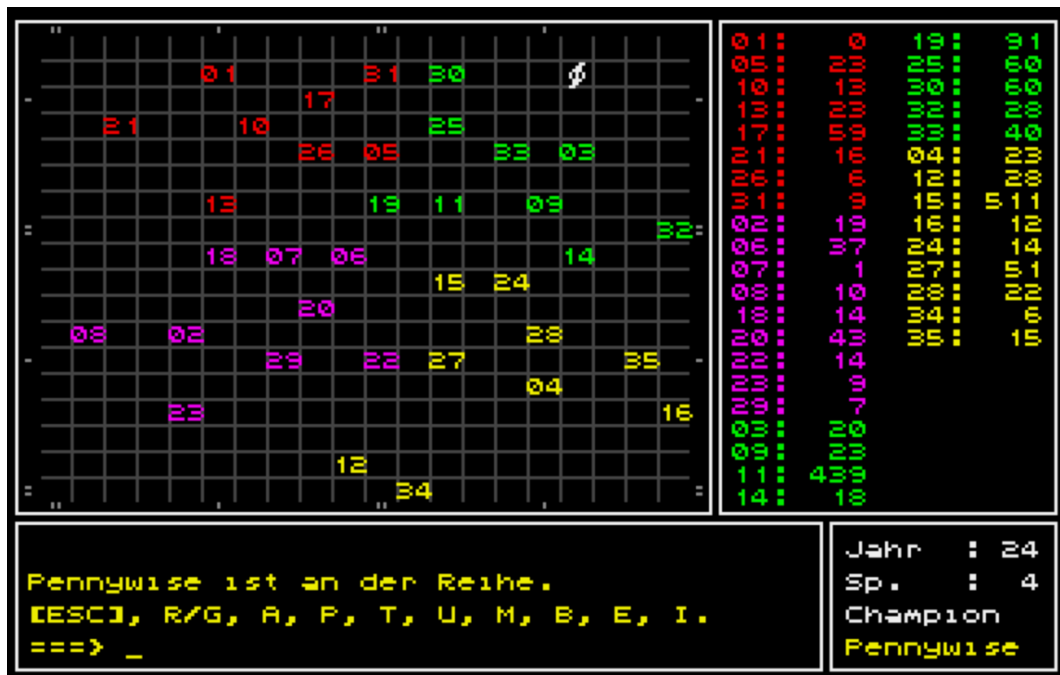 01 31 30
17
21 10 25
26 05 33 03
13 19 11 09
32
18 07 06 14
15 24
20
08 02 28
29 22 27 35
04
23 16
12
34
01: 0 19: 91
05: 23 25: 60
10: 13 30: 60
13: 23 32: 28
17: 59 33: 40
21: 16 04: 23
26: 6 12: 28
31: 9 15: 511
02: 19 16: 12
06: 37 24: 14
07: 1 27: 51
08: 10 28: 22
18: 14 34: 6
20: 43 35: 15
22: 14
23: 9
29: 7
03: 20
09: 23
11: 439
14: 18
Pennywise ist an der Reihe.
[ESC], R/G, A, P, T, U, M, B, E, I.
===> _
Jahr : 24
Sp. : 4
Champion
Pennywise